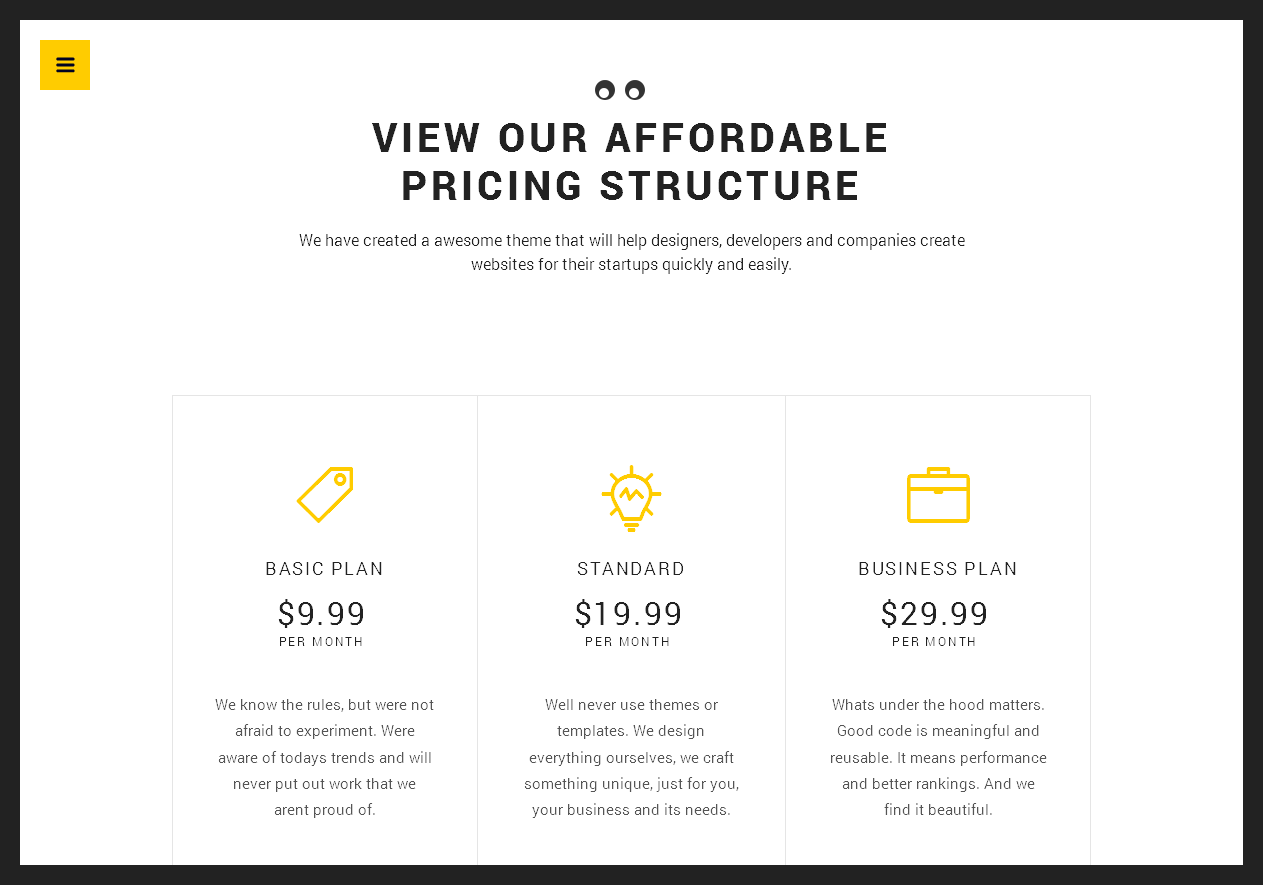 VIEW OUR AFFORDABLE
PRICING STRUCTURE
We have created a awesome theme that will help designers, developers and companies create
websites for their startups quickly and easily.
BASIC PLAN
$9.99
PER MONTH
We know the rules, but were not
afraid to experiment. Were
aware of todays trends and will
never put out work that we
arent proud of.
STANDARD
$19.99
PER MONTH
Well never use themes or
templates. We design
everything ourselves, we craft
something unique, just for you,
your business and its needs.
BUSINESS PLAN
$29.99
PER MONTH
Whats under the hood matters.
Good code is meaningful and
reusable. It means performance
and better rankings. And we
find it beautiful.